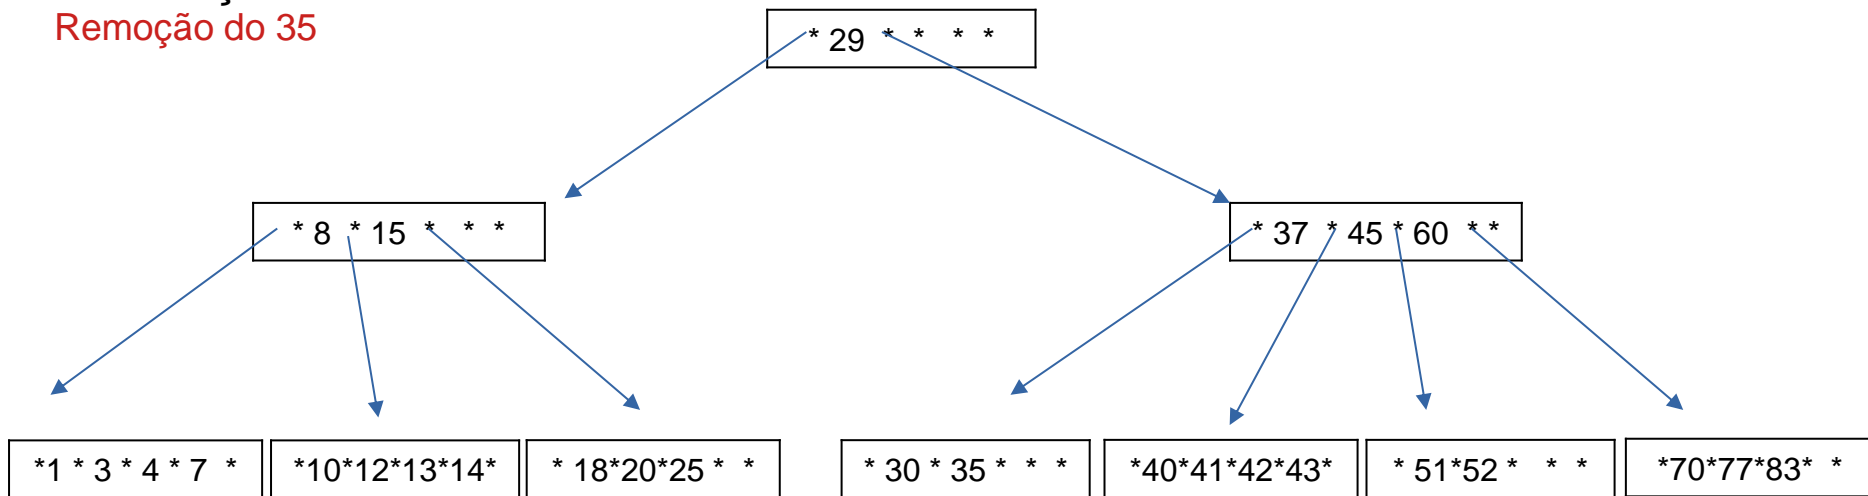 Remoção do 35
* 29 * * * *
* 8 * 15 * * *
* 37 * 45 * 60 * *
*1 * 3 * 4 * 7 *
*10*12*13*14*
* 18*20*25 * *
* 30 * 35 * * *
*40*41*42*43*
* 51*52 * * *
*70*77*83* *